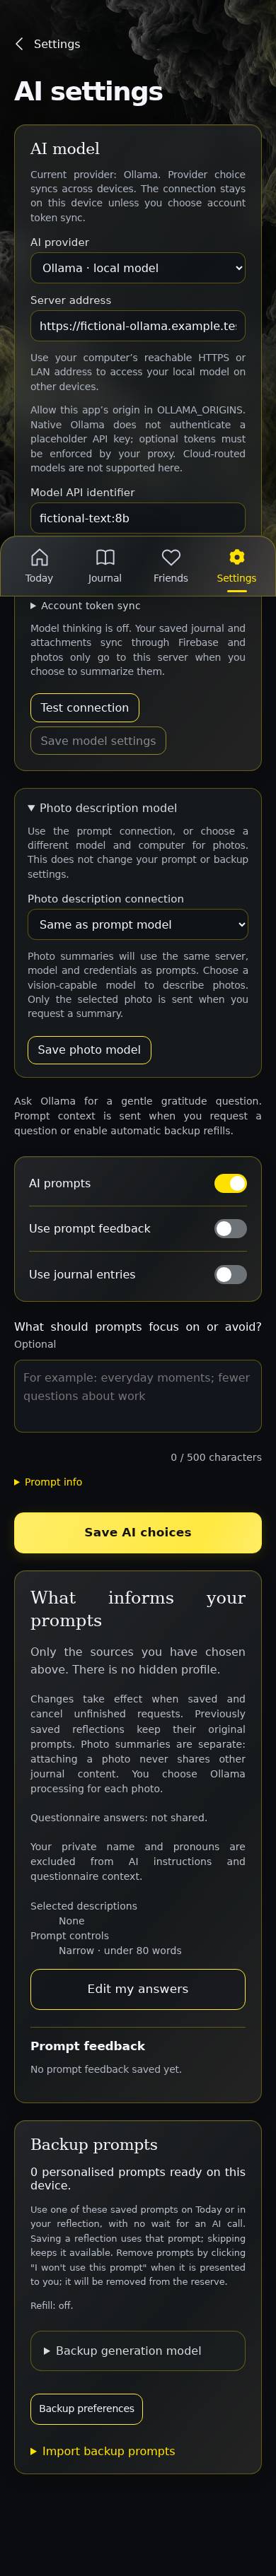 Settings
AI settings
AI model
Current provider: Ollama. Provider choice
syncs across devices. The connection stays
on this device unless you choose account
token sync.
AI provider
Ollama · local model
Server address
https://fictional-ollama.example.te
Use your computer's reachable HTTPS or
LAN address to access your local model on
other devices.
Allow this app's origin in OLLAMA_ORIGINS.
Native Ollama does not authenticate a
placeholder API key; optional tokens must
be enforced by your proxy. Cloud-routed
models are not supported here.
Model API identifier
fictional-text:8b
Today
Journal
Friends
Settings
Account token sync
Model thinking is off. Your saved journal and
attachments sync through Firebase and
photos only go to this server when you
choose to summarize them.
Test connection
Save model settings
Photo description model
Use the prompt connection, or choose a
different model and computer for photos.
This does not change your prompt or backup
settings.
Photo description connection
Same as prompt model
Photo summaries will use the same server,
model and credentials as prompts. Choose a
vision-capable model to describe photos.
Only the selected photo is sent when you
request a summary.
Save photo model
Ask Ollama for a gentle gratitude question.
Prompt context is sent when you request a
question or enable automatic backup refills.
AI prompts
Use prompt feedback
Use journal entries
What should prompts focus on or avoid?
Optional
For example: everyday moments; fewer
questions about work
0 / 500 characters
Prompt info
Save AI choices
What informs your
prompts
Only the sources you have chosen
above. There is no hidden profile.
Changes take effect when saved and
cancel unfinished requests. Previously
saved reflections keep their original
prompts. Photo summaries are separate:
attaching a photo never shares other
journal content. You choose Ollama
processing for each photo.
Questionnaire answers: not shared.
Your private name and pronouns are
excluded from AI instructions and
questionnaire context.
Selected descriptions
None
Prompt controls
Narrow · under 80 words
Edit my answers
Prompt feedback
No prompt feedback saved yet.
Backup prompts
0 personalised prompts ready on this
device.
Use one of these saved prompts on Today or in
your reflection, with no wait for an AI call.
Saving a reflection uses that prompt; skipping
keeps it available. Remove prompts by clicking
"I won't use this prompt" when it is presented
to you; it will be removed from the reserve.
Refill: off.
Backup generation model
Backup preferences
Import backup prompts